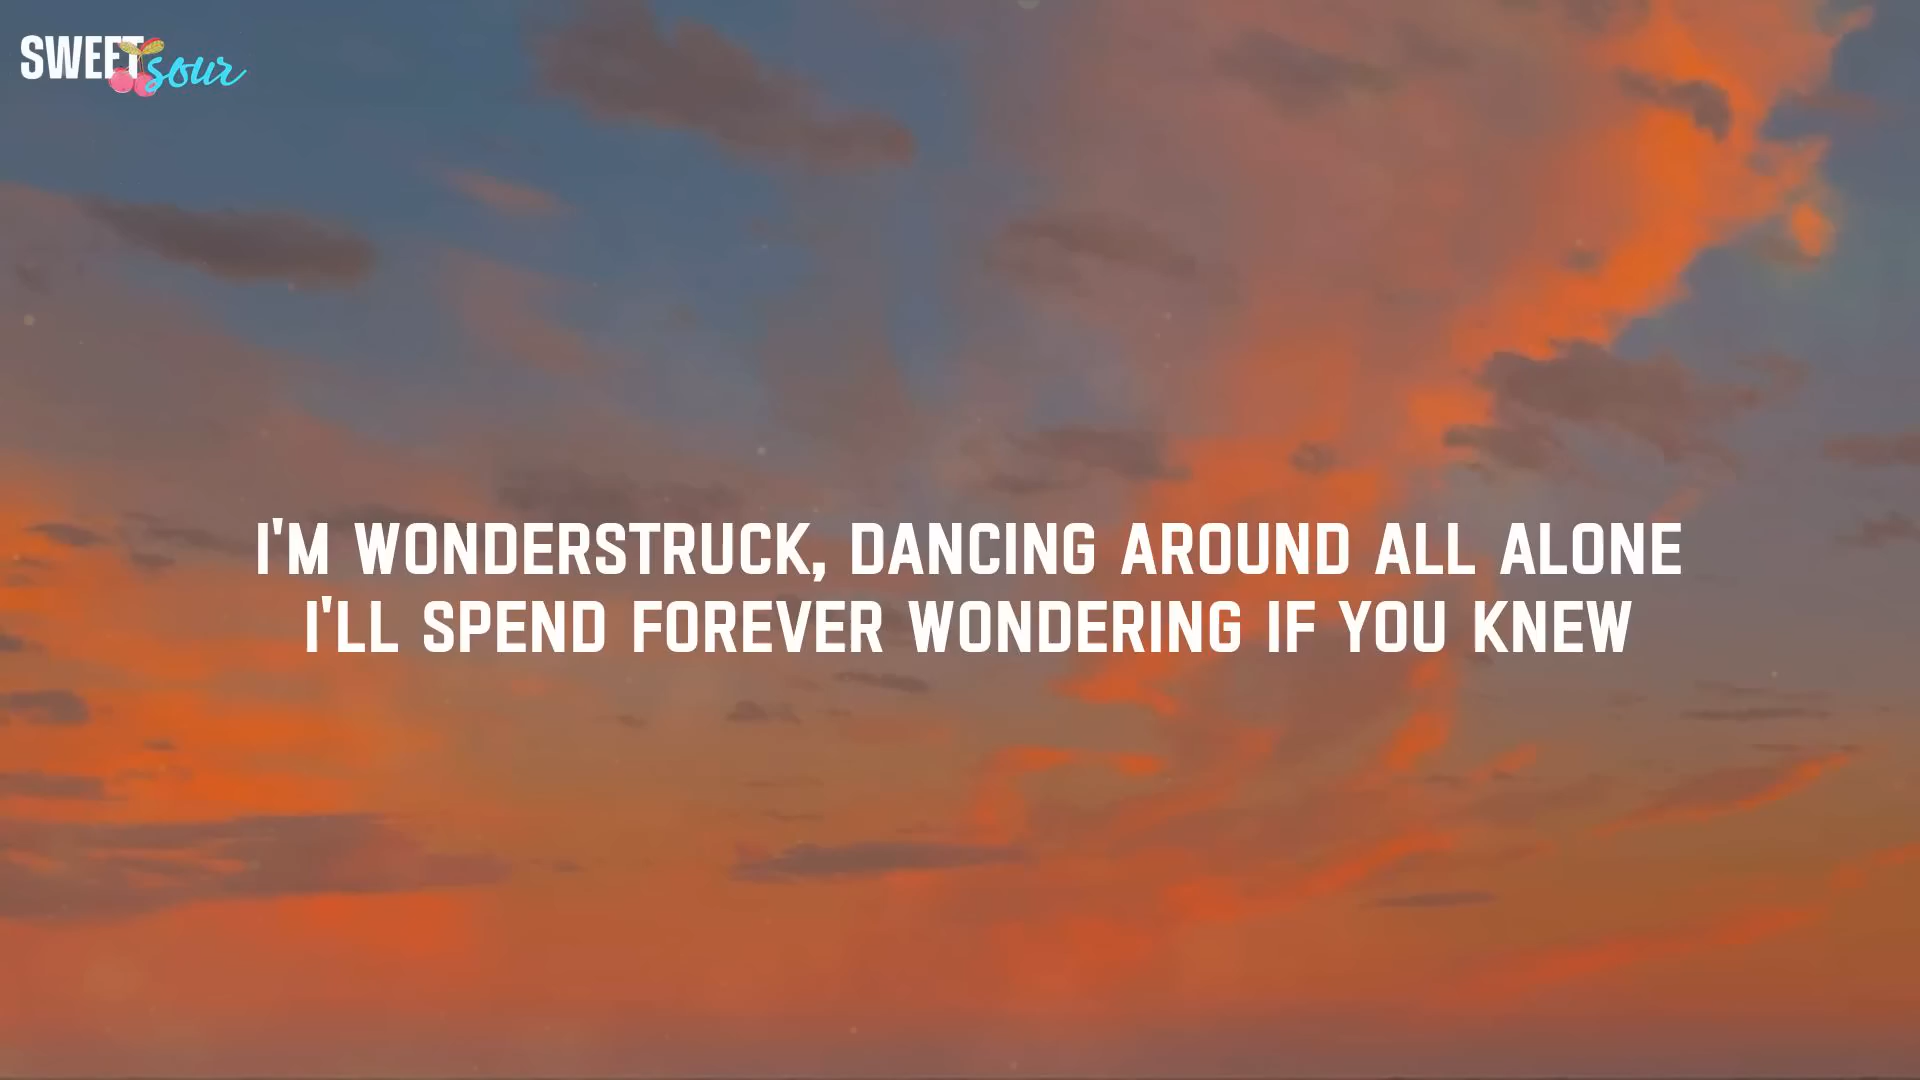 SWEET sour
I'M WONDERSTRUCK, DANCING AROUND ALL ALONE
I'LL SPEND FOREVER WONDERING IF YOU KNEW